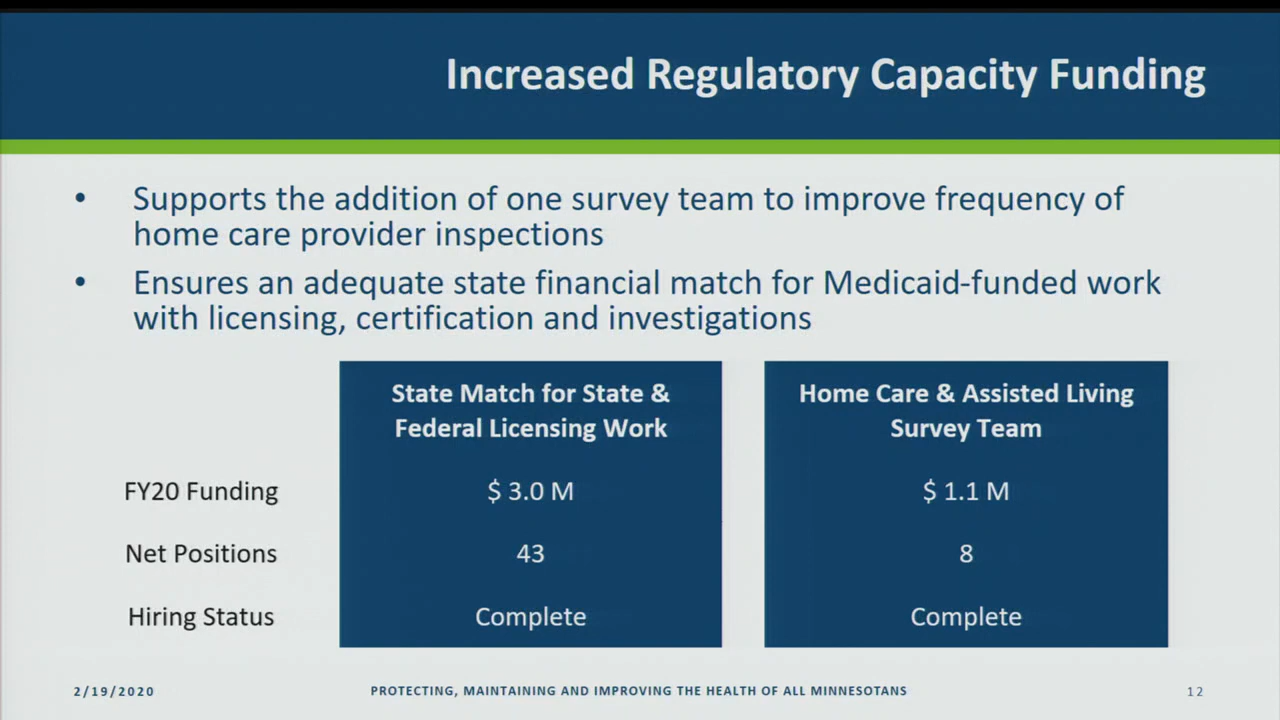 Increased Regulatory Capacity Funding
• Supports the addition of one survey team to improve frequency of
home care provider inspections
• Ensures an adequate state financial match for Medicaid-funded work
with licensing, certification and investigations
State Match for State &
Federal Licensing Work
Home Care & Assisted Living
Survey Team
FY20 Funding $ 3.0 M $ 1.1 M
Net Positions 43 8
Hiring Status Complete Complete
2/19/2020 PROTECTING, MAINTAINING AND IMPROVING THE HEALTH OF ALL MINNESOTANS 12